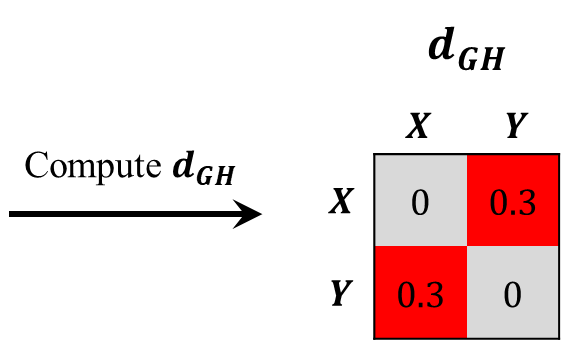 d_GH
X Y
Compute d_GH
X 0 0.3
Y 0.3 0